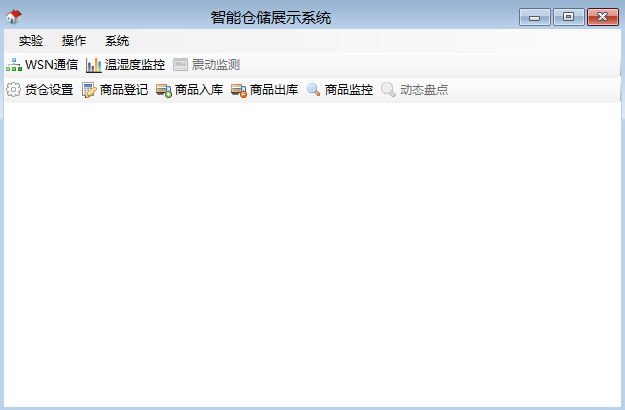 智能仓储展示系统
实验 操作 系统
WSN通信 温湿度监控 震动监测
货仓设置 商品登记 商品入库 商品出库 商品监控 动态盘点